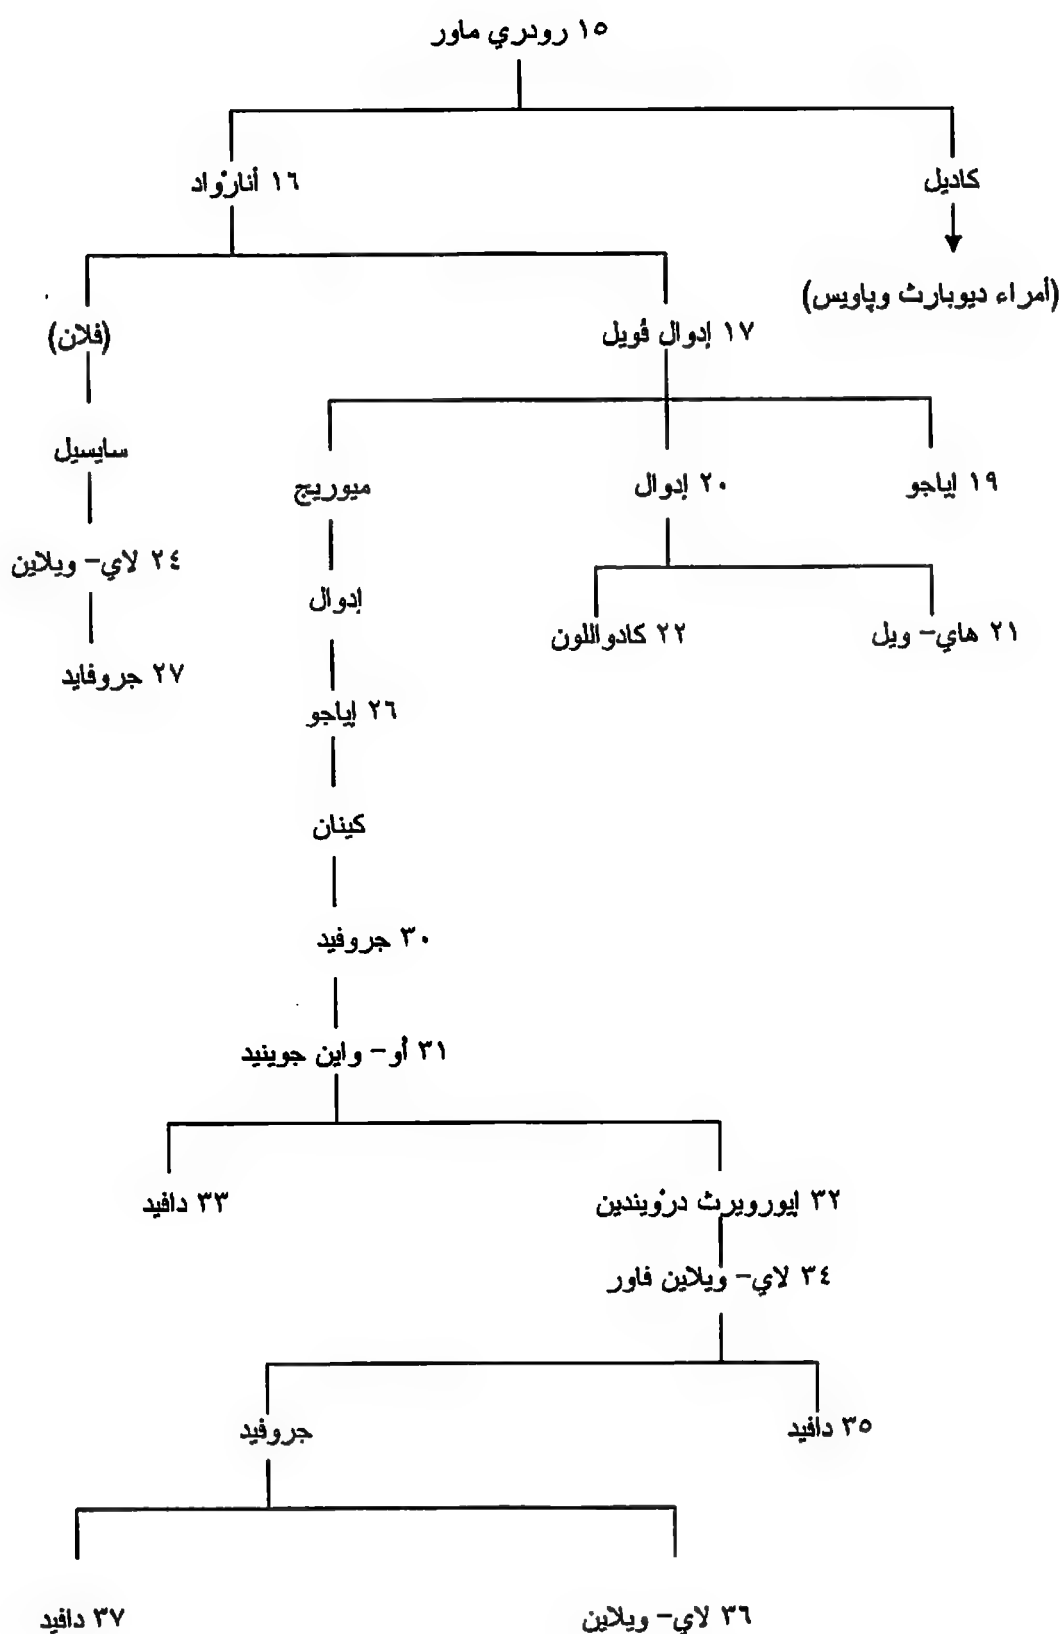 ١٥ رودري ماور
كاديل
١٦ أنارْواد
(أمراء ديوبارث وپاويس)
١٧ إدوال ڤويل
(فلان)
سايسيل
١٩ إياجو
٢٠ إدوال
ميوريج
٢٤ لاي- ويلاين
إدوال
٢١ هاي- ويل
٢٢ كادواللون
٢٧ جروفايد
٢٦ إياجو
كينان
٣٠ جروفيد
٣١ أو- واين جوينيد
٣٢ إيورويرث درْويندين
٣٣ دافيد
٣٤ لاي- ويلاين فاور
٣٥ دافيد
جروفيد
٣٦ لاي- ويلاين
٣٧ دافيد